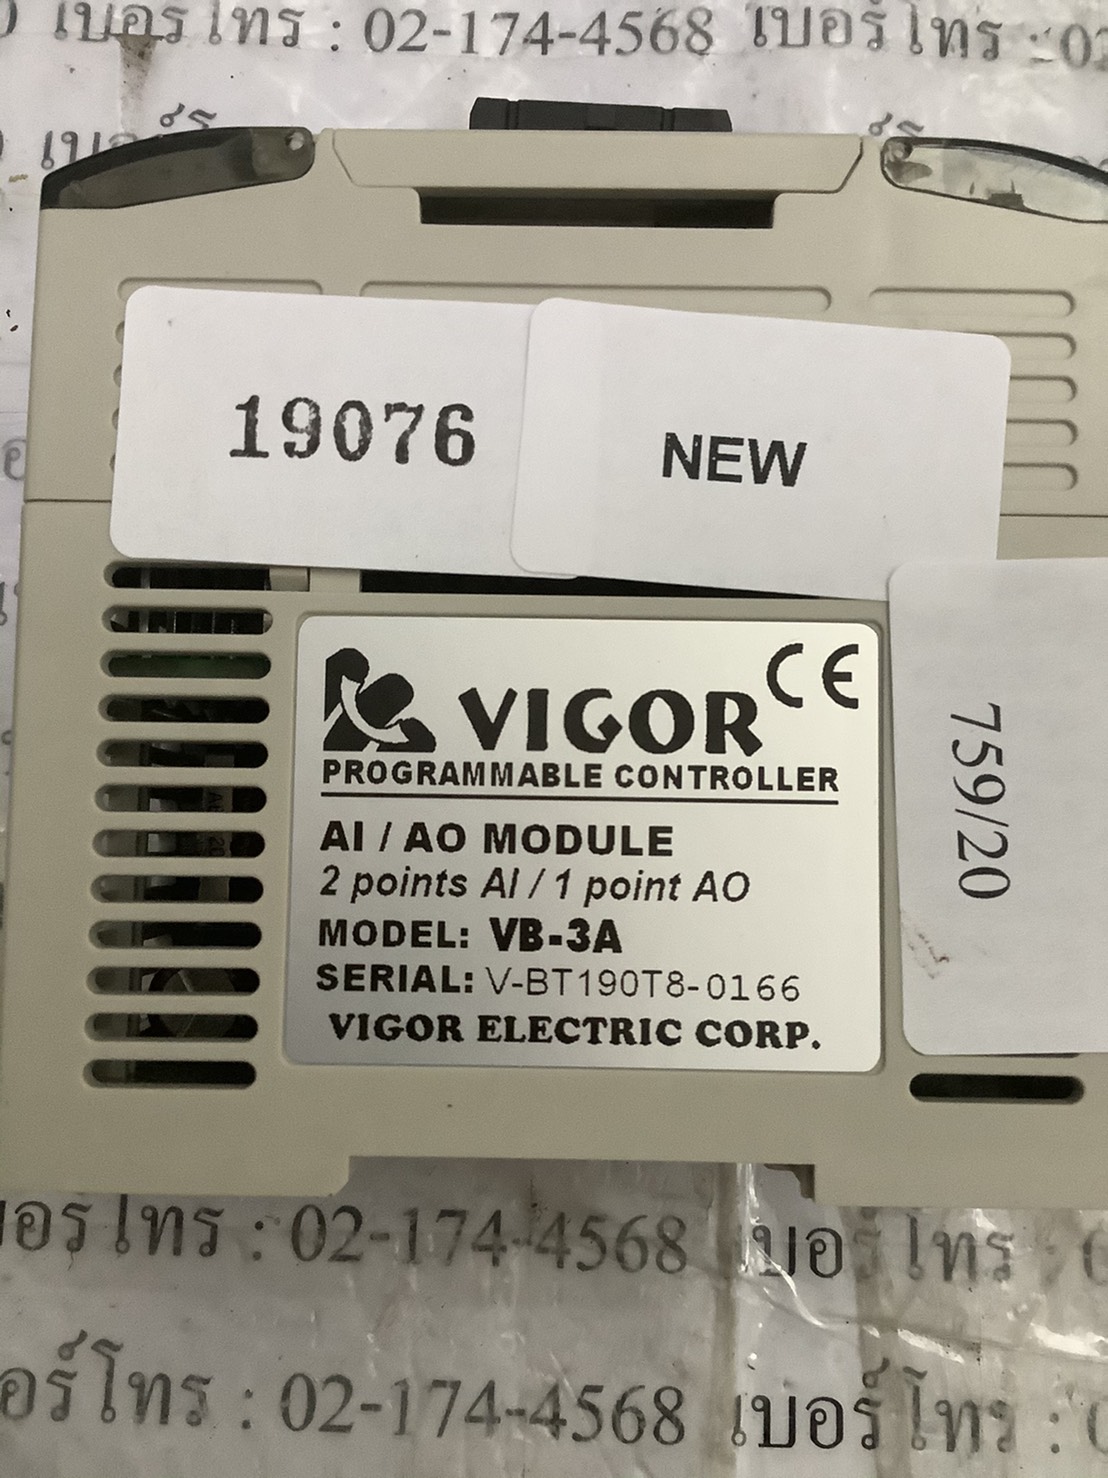 เบอร์โทร : 02-174-4568 เบอร์โทร : 02
19076
NEW
759/20
VIGOR CE
PROGRAMMABLE CONTROLLER
AI / AO MODULE
2 points AI / 1 point AO
MODEL: VB-3A
SERIAL: V-BT190T8-0166
VIGOR ELECTRIC CORP.
เบอร์โทร : 02-174-4568 เบอร์โทร : 0
เบอร์โทร : 02-174-4568 เบอร์โทร : 0